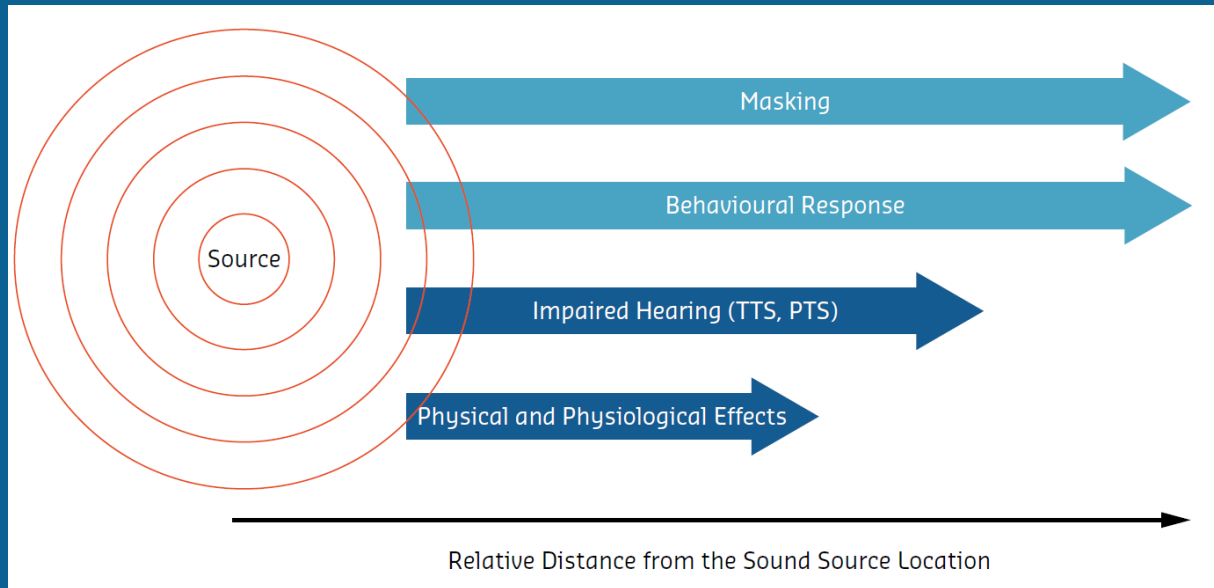 Masking
Behavioural Response
Source
Impaired Hearing (TTS, PTS)
Physical and Physiological Effects
Relative Distance from the Sound Source Location